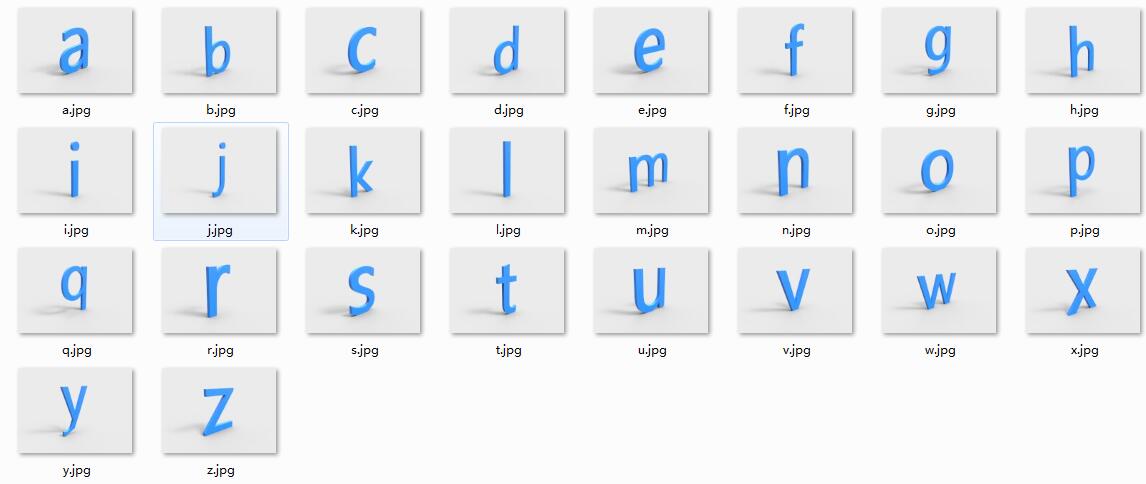 a b c d e f g h
a.jpg b.jpg c.jpg d.jpg e.jpg f.jpg g.jpg h.jpg
i j k l m n o p
i.jpg j.jpg k.jpg l.jpg m.jpg n.jpg o.jpg p.jpg
q r s t u v w x
q.jpg r.jpg s.jpg t.jpg u.jpg v.jpg w.jpg x.jpg
y z
y.jpg z.jpg